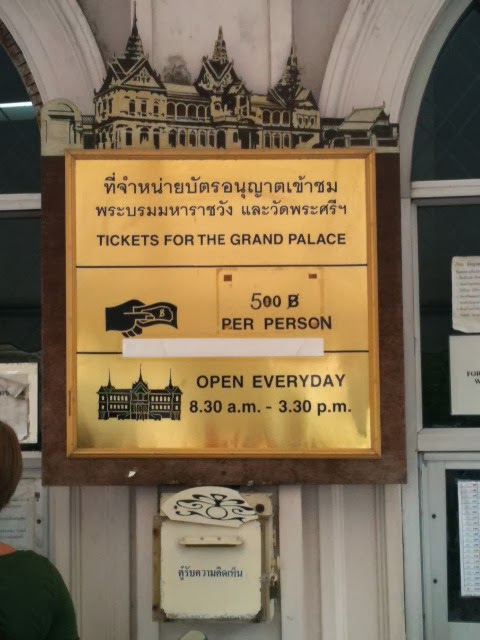 ที่จำหน่ายบัตรอนุญาตเข้าชม
พระบรมมหาราชวัง และวัดพระศรีฯ
TICKETS FOR THE GRAND PALACE
500 ฿
PER PERSON
OPEN EVERYDAY
8.30 a.m. - 3.30 p.m.
ตู้รับความคิดเห็น